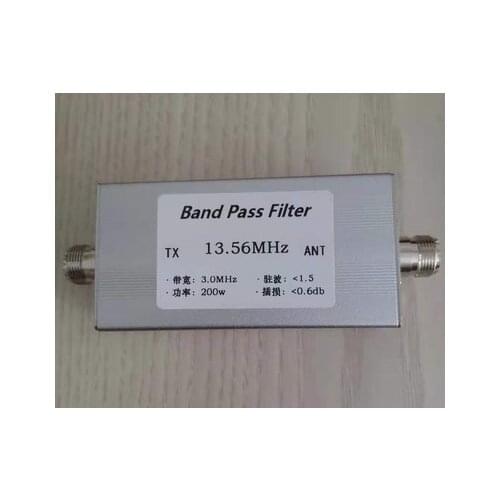 Band Pass Filter
TX 13.56MHz ANT
· 带宽: 3.0MHz · 驻波: <1.5
· 功率: 200w · 插损: <0.6db